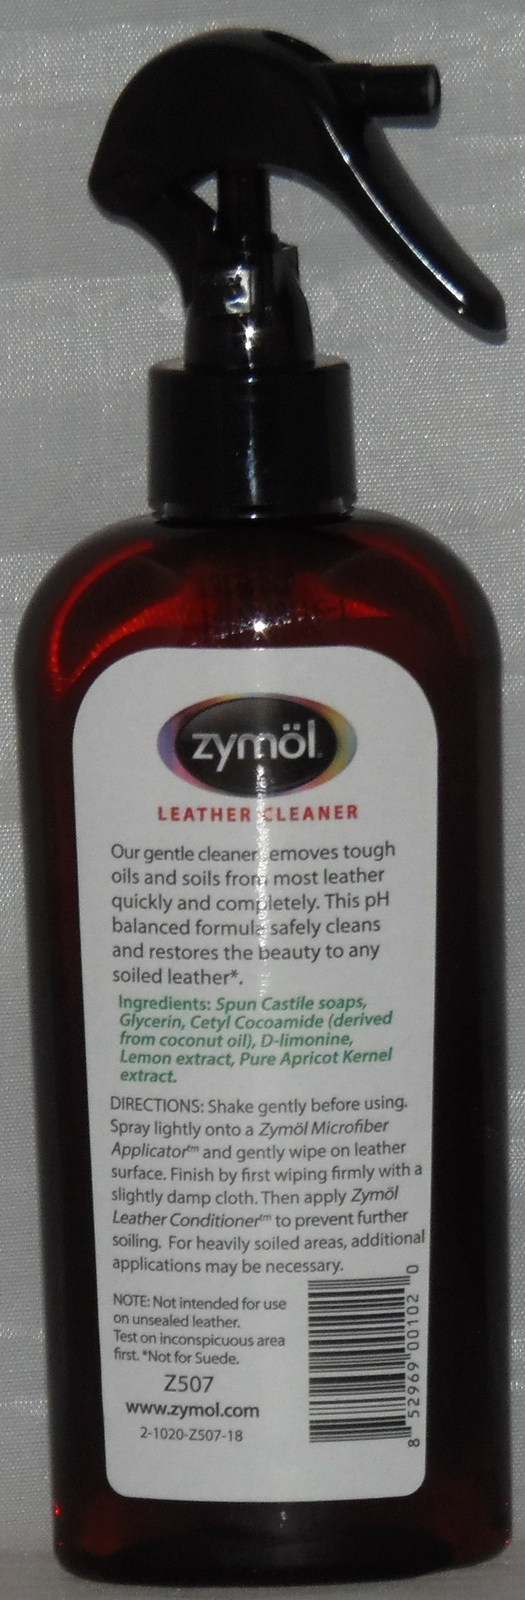 zymöl
LEATHER CLEANER
Our gentle cleaner removes tough
oils and soils from most leather
quickly and completely. This pH
balanced formula safely cleans
and restores the beauty to any
soiled leather*.
Ingredients: Spun Castile soaps,
Glycerin, Cetyl Cocoamide (derived
from coconut oil), D-limonine,
Lemon extract, Pure Apricot Kernel
extract.
DIRECTIONS: Shake gently before using.
Spray lightly onto a Zymöl Microfiber
Applicator™ and gently wipe on leather
surface. Finish by first wiping firmly with a
slightly damp cloth. Then apply Zymöl
Leather Conditioner™ to prevent further
soiling. For heavily soiled areas, additional
applications may be necessary.
NOTE: Not intended for use
on unsealed leather.
Test on inconspicuous area
first. *Not for Suede.
Z507
www.zymol.com
2-1020-Z507-18
8 52969 00102 0